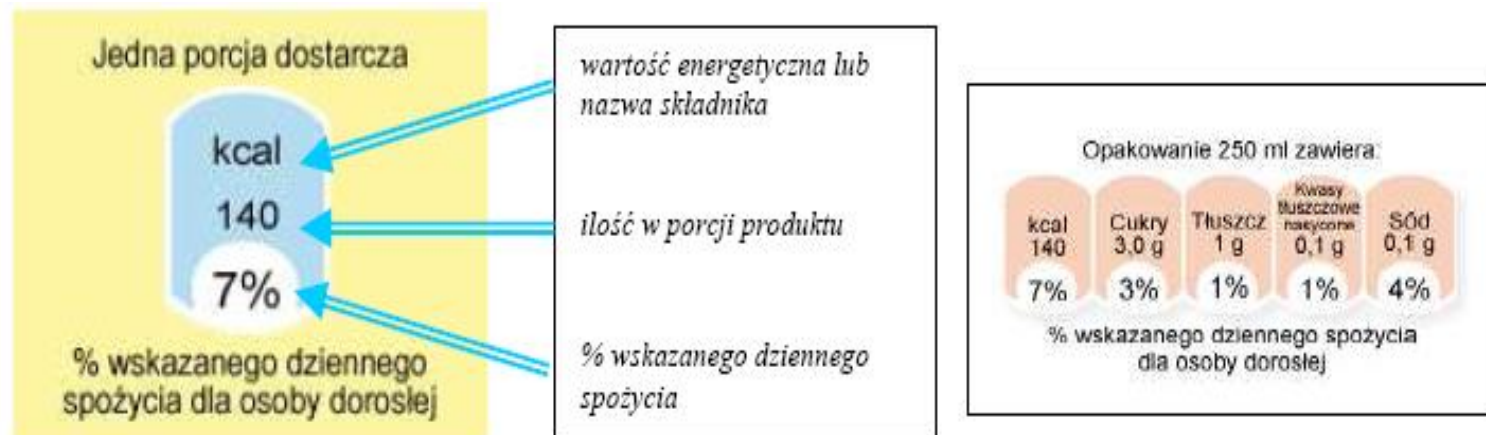 Jedna porcja dostarcza
kcal
140
7%
% wskazanego dziennego
spożycia dla osoby dorosłej
wartość energetyczna lub
nazwa składnika
ilość w porcji produktu
% wskazanego dziennego
spożycia
Opakowanie 250 ml zawiera:
kcal
140
7%
Cukry
3,0 g
3%
Tłuszcz
1 g
1%
Kwasy
tłuszczowe
nasycone
0,1 g
1%
Sód
0,1 g
4%
% wskazanego dziennego spożycia
dla osoby dorosłej